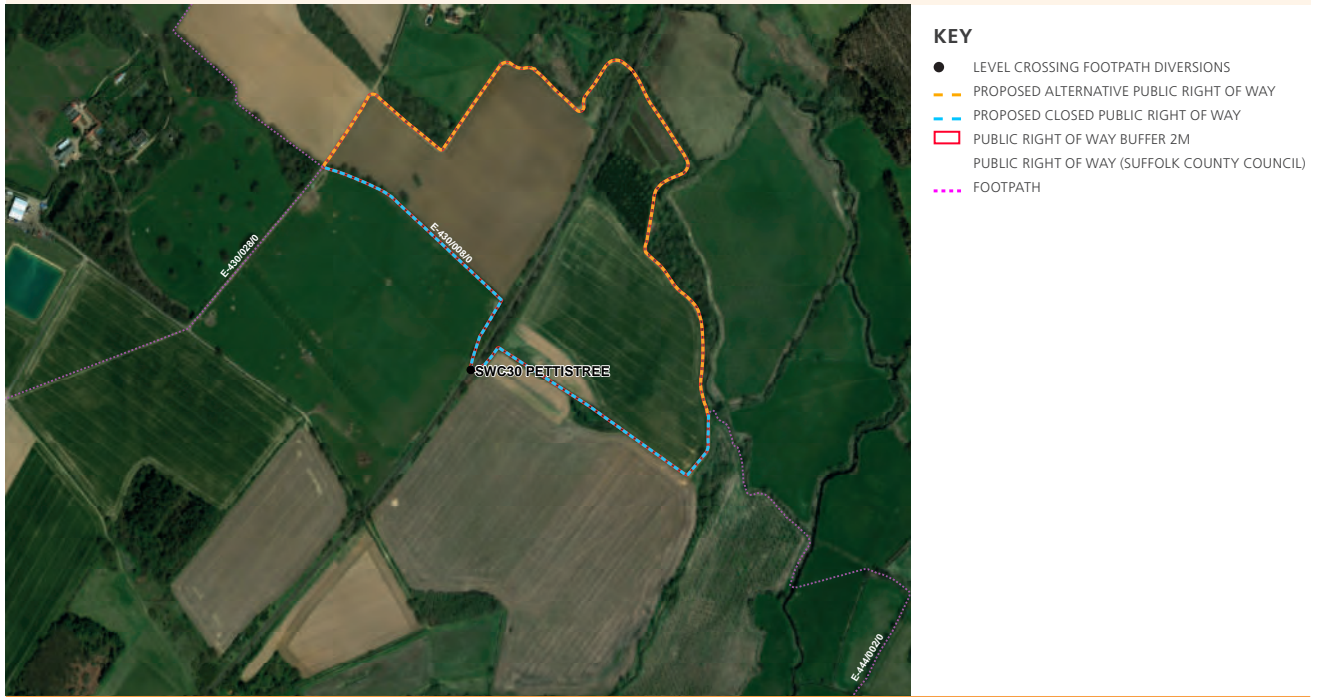 E-430/028/0
E-430/008/0
SWC30 PETTISTREE
E-444/002/0
KEY
LEVEL CROSSING FOOTPATH DIVERSIONS
PROPOSED ALTERNATIVE PUBLIC RIGHT OF WAY
PROPOSED CLOSED PUBLIC RIGHT OF WAY
PUBLIC RIGHT OF WAY BUFFER 2M
PUBLIC RIGHT OF WAY (SUFFOLK COUNTY COUNCIL)
FOOTPATH